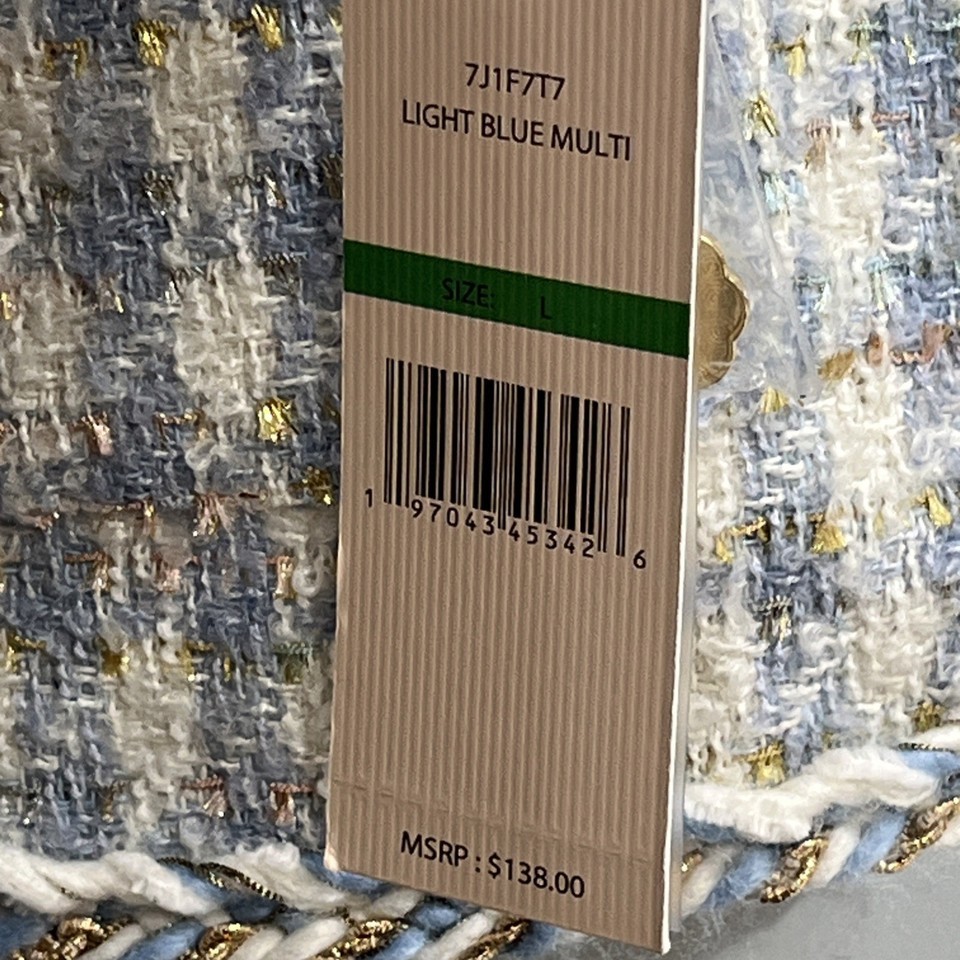 7J1F7T7
LIGHT BLUE MULTI
SIZE: L
1 97043 45342 6
MSRP : $138.00